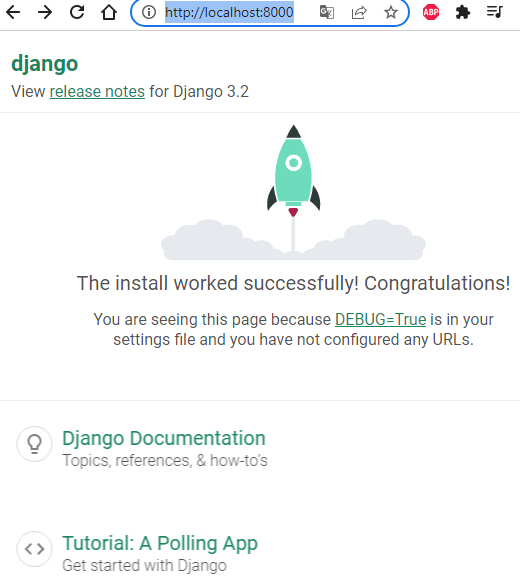 http://localhost:8000
ABP
django
View release notes for Django 3.2
The install worked successfully! Congratulations!
You are seeing this page because DEBUG=True is in your
settings file and you have not configured any URLs.
Django Documentation
Topics, references, & how-to's
Tutorial: A Polling App
Get started with Django